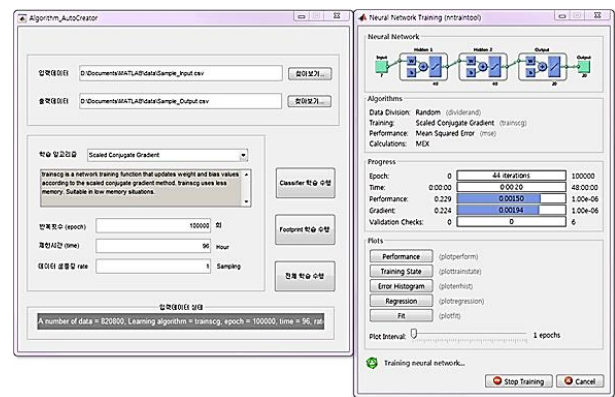 Algorithm_AutoCreator
입력데이터 D:\Documents\MATLAB\data\Sample_Input.csv 찾아보기...
출력데이터 D:\Documents\MATLAB\data\Sample_Output.csv 찾아보기...
학습 알고리즘 Scaled Conjugate Gradient
trainscg is a network training function that updates weight and bias values
according to the scaled conjugate gradient method. trainscg uses less
memory. Suitable in low memory situations.
반복횟수 (epoch) 100000 회
제한시간 (time) 96 Hour
데이터 샘플링 rate 1 Sampling
Classifier 학습 수행
Footprint 학습 수행
전체 학습 수행
입력데이터 상태
A number of data = 820800, Learning algorithm = trainscg, epoch = 100000, time = 96, rat
Neural Network Training (nntraintool)
Neural Network
Hidden 1 Hidden 2 Output
Input Output
W W W
b b b
7 40 40 20 20
Algorithms
Data Division: Random (dividerand)
Training: Scaled Conjugate Gradient (trainscg)
Performance: Mean Squared Error (mse)
Calculations: MEX
Progress
Epoch: 0 44 iterations 100000
Time: 0:00:00 0:00:20 48:00:00
Performance: 0.229 0.00150 1.00e-06
Gradient: 0.224 0.00194 1.00e-06
Validation Checks: 0 0 6
Plots
Performance (plotperform)
Training State (plottrainstate)
Error Histogram (ploterrhist)
Regression (plotregression)
Fit (plotfit)
Plot Interval: 1 epochs
Training neural network...
Stop Training Cancel